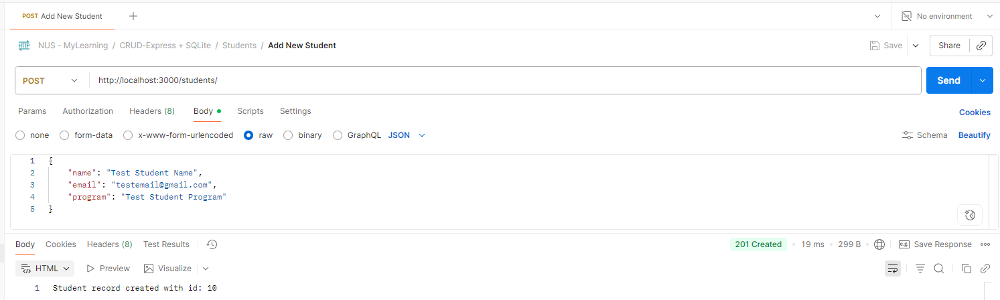 POST Add New Student
No environment
HTTP NUS - MyLearning / CRUD-Express + SQLite / Students / Add New Student
Save
Share
POST http://localhost:3000/students/
Send
Params Authorization Headers (8) Body Scripts Settings
Cookies
none form-data x-www-form-urlencoded raw binary GraphQL JSON
Schema Beautify
1 {
2 "name": "Test Student Name",
3 "email": "testemail@gmail.com",
4 "program": "Test Student Program"
5 }
Body Cookies Headers (8) Test Results
201 Created • 19 ms • 299 B • e.g. Save Response
HTML Preview Visualize
1 Student record created with id: 10